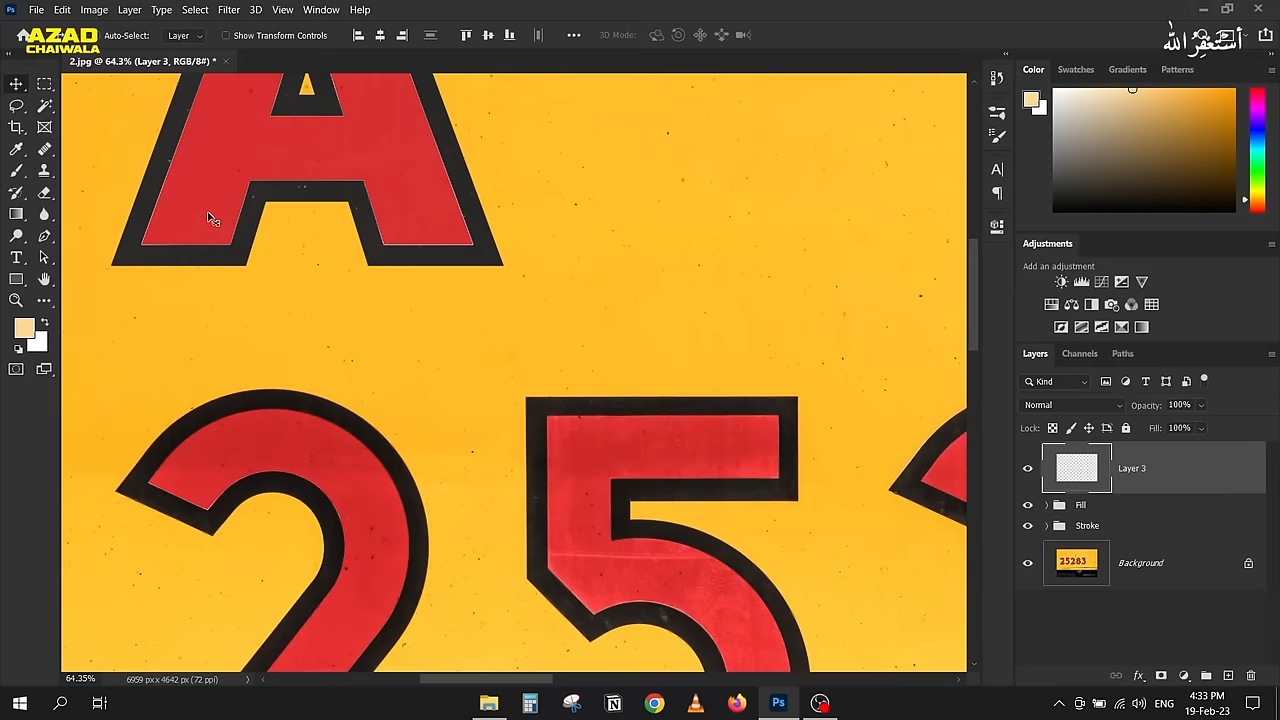 File Edit Image Layer Type Select Filter 3D View Window Help
AZAD
CHAIWALA
Auto-Select: Layer Show Transform Controls 3D Mode:
أستغفر الله
2.jpg @ 64.3% (Layer 3, RGB/8#) *
A
25
Color Swatches Gradients Patterns
Adjustments
Add an adjustment
Layers Channels Paths
Kind
Normal Opacity: 100%
Lock: Fill: 100%
Layer 3
Fill
Stroke
25283
Background
64.35% 6959 px x 4642 px (72 ppi)
ENG
4:33 PM
19-Feb-23